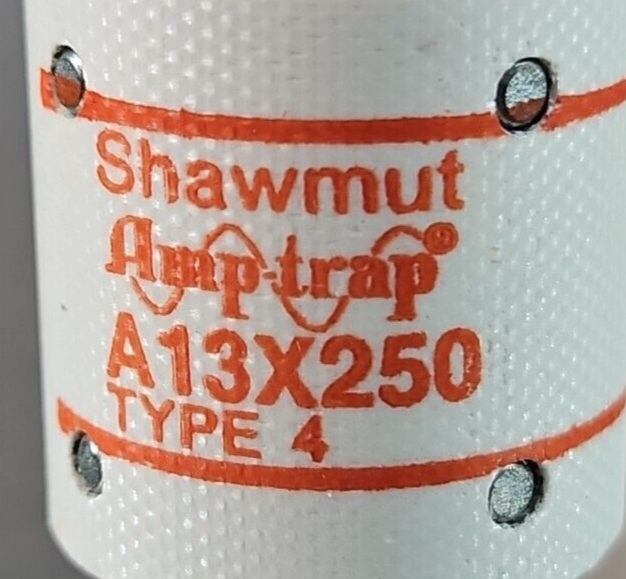 Shawmut
Amp-trap®
A13X250
TYPE 4